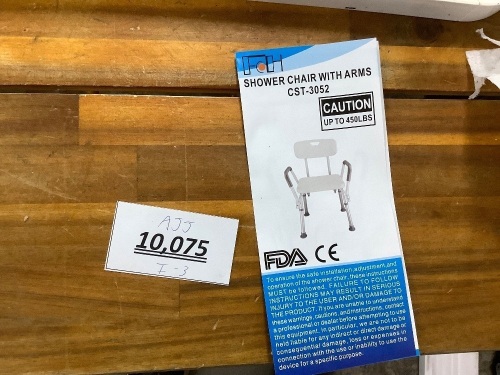 AJJ
10,075
I-3
SHOWER CHAIR WITH ARMS
CST-3052
CAUTION
UP TO 450LBS
FDA CE
To ensure the safe installation, adjustment and
operation of the shower chair, these instructions
MUST be followed. FAILURE TO FOLLOW
INSTRUCTIONS MAY RESULT IN SERIOUS
INJURY TO THE USER AND/OR DAMAGE TO
THE PRODUCT. If you are unable to understand
these warnings, cautions, and instructions, contact
a professional or dealer before attempting to use
this equipment. In particular, we are not to be
held liable for any indirect or direct damage or
consequential damage, loss or expenses in
connection with the use or inability to use the
device for a specific purpose.